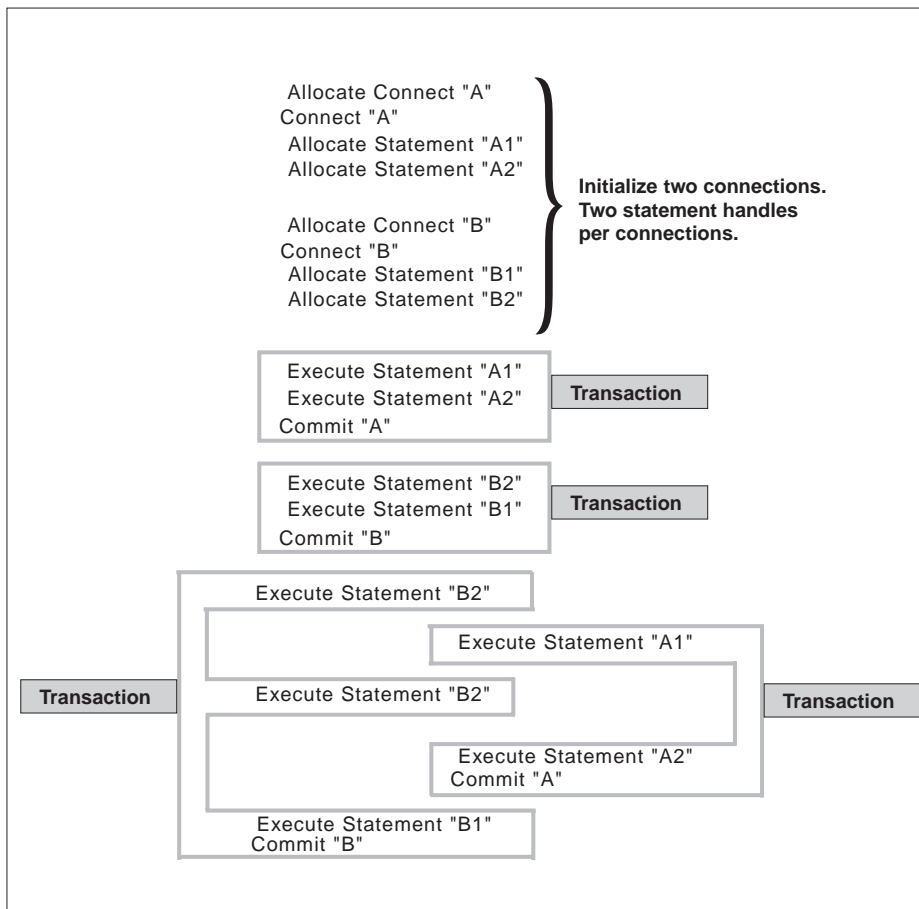 Allocate Connect "A"
Connect "A"
Allocate Statement "A1"
Allocate Statement "A2"
Allocate Connect "B"
Connect "B"
Allocate Statement "B1"
Allocate Statement "B2"
Initialize two connections.
Two statement handles
per connections.
Execute Statement "A1"
Execute Statement "A2"
Commit "A"
Transaction
Execute Statement "B2"
Execute Statement "B1"
Commit "B"
Transaction
Execute Statement "B2"
Execute Statement "A1"
Transaction
Execute Statement "B2"
Transaction
Execute Statement "A2"
Commit "A"
Execute Statement "B1"
Commit "B"